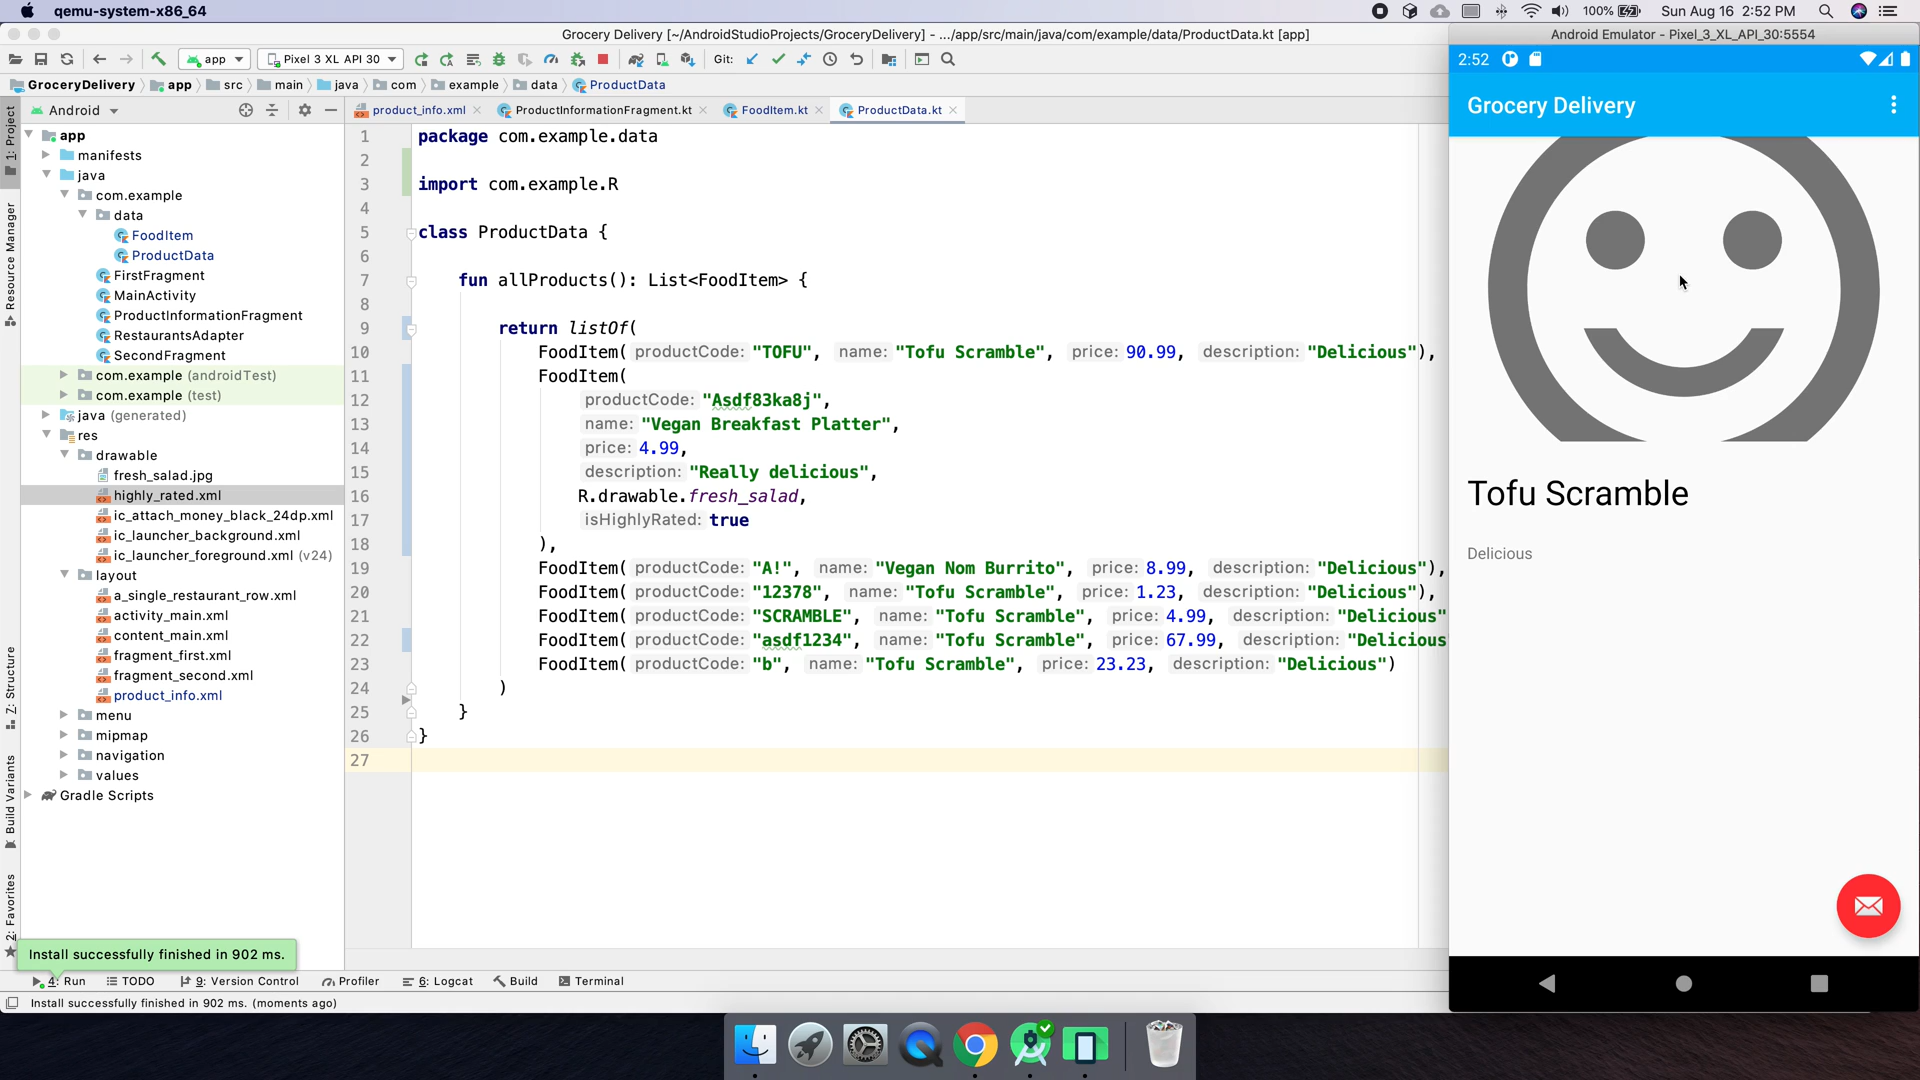 qemu-system-x86_64
100%
Sun Aug 16 2:52 PM
Grocery Delivery [~/AndroidStudioProjects/GroceryDelivery] - .../app/src/main/java/com/example/data/ProductData.kt [app]
app
Pixel 3 XL API 30
Git:
GroceryDelivery
app
src
main
java
com
example
data
ProductData
1: Project
Resource Manager
Z: Structure
Build Variants
2: Favorites
Android
app
manifests
java
com.example
data
FoodItem
ProductData
FirstFragment
MainActivity
ProductInformationFragment
RestaurantsAdapter
SecondFragment
com.example (androidTest)
com.example (test)
java (generated)
res
drawable
fresh_salad.jpg
highly_rated.xml
ic_attach_money_black_24dp.xml
ic_launcher_background.xml
ic_launcher_foreground.xml (v24)
layout
a_single_restaurant_row.xml
activity_main.xml
content_main.xml
fragment_first.xml
fragment_second.xml
product_info.xml
menu
mipmap
navigation
values
Gradle Scripts
product_info.xml
ProductInformationFragment.kt
FoodItem.kt
ProductData.kt
1 package com.example.data
2
3 import com.example.R
4
5 class ProductData {
6
7 fun allProducts(): List<FoodItem> {
8
9 return listOf(
10 FoodItem( productCode: "TOFU", name: "Tofu Scramble", price: 90.99, description: "Delicious"),
11 FoodItem(
12 productCode: "Asdf83ka8j",
13 name: "Vegan Breakfast Platter",
14 price: 4.99,
15 description: "Really delicious",
16 R.drawable.fresh_salad,
17 isHighlyRated: true
18 ),
19 FoodItem( productCode: "A!", name: "Vegan Nom Burrito", price: 8.99, description: "Delicious"),
20 FoodItem( productCode: "12378", name: "Tofu Scramble", price: 1.23, description: "Delicious"),
21 FoodItem( productCode: "SCRAMBLE", name: "Tofu Scramble", price: 4.99, description: "Delicious"
22 FoodItem( productCode: "asdf1234", name: "Tofu Scramble", price: 67.99, description: "Delicious
23 FoodItem( productCode: "b", name: "Tofu Scramble", price: 23.23, description: "Delicious")
24 )
25 }
26 }
27
Install successfully finished in 902 ms.
4: Run
TODO
9: Version Control
Profiler
6: Logcat
Build
Terminal
Install successfully finished in 902 ms. (moments ago)
Android Emulator - Pixel_3_XL_API_30:5554
2:52
Grocery Delivery
Tofu Scramble
Delicious